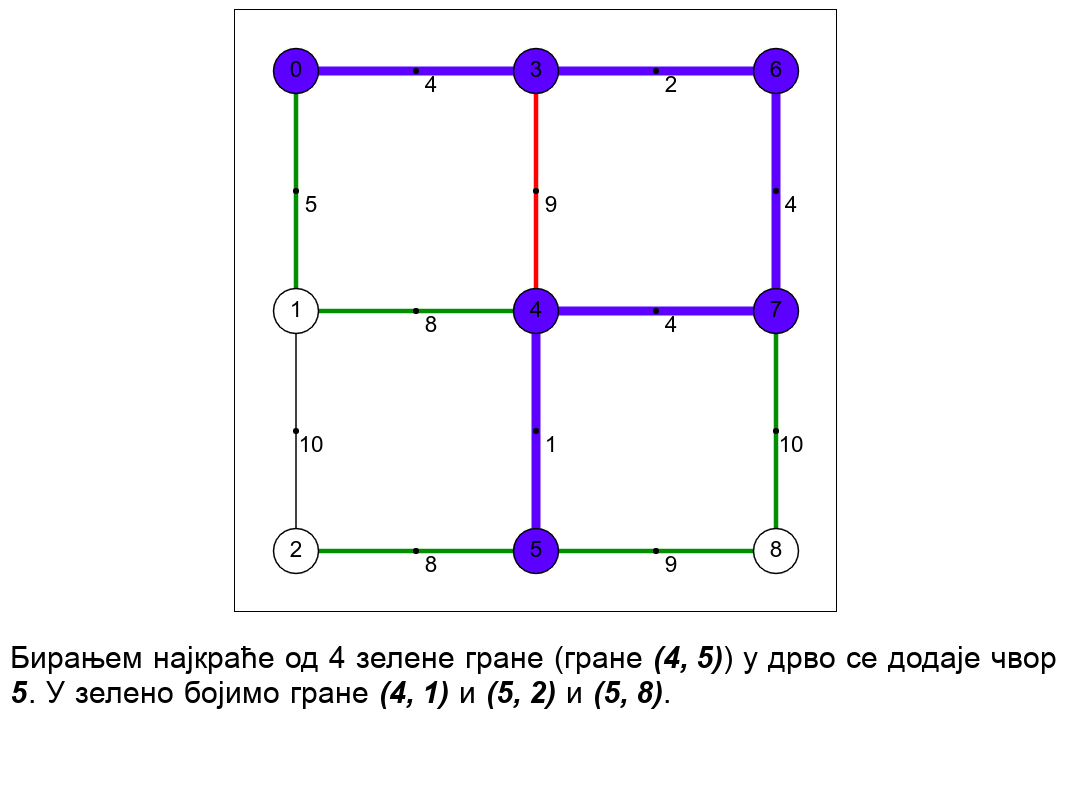 0 3 6
4 2
5 9 4
1 4 7
8 4
10 1 10
2 5 8
8 9
Бирањем најкраће од 4 зелене гране (гране (4, 5)) у дрво се додаје чвор
5. У зелено бојимо гране (4, 1) и (5, 2) и (5, 8).